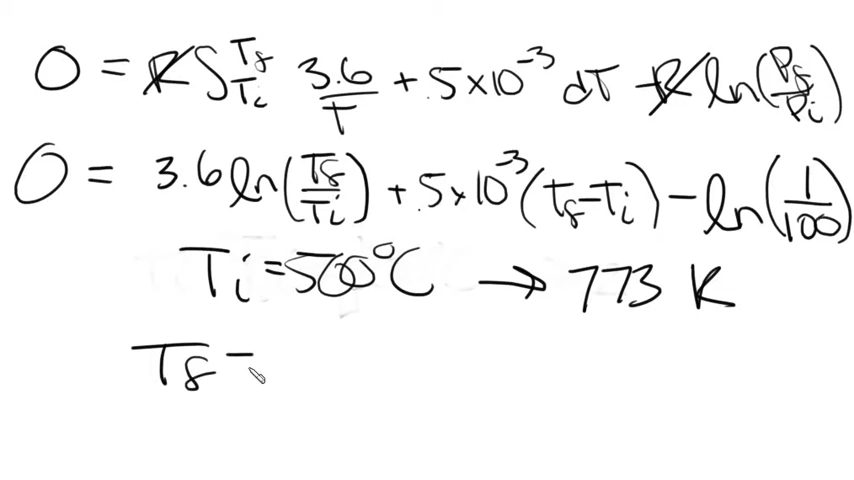 0 = R ∫ Tf Ti 3.6/T + .5×10⁻³ dT - R ln(Pf/Pi)
0 = 3.6 ln(Tf/Ti) + .5×10⁻³ (Tf-Ti) - ln(1/100)
Ti = 500°C → 773 K
Tf -